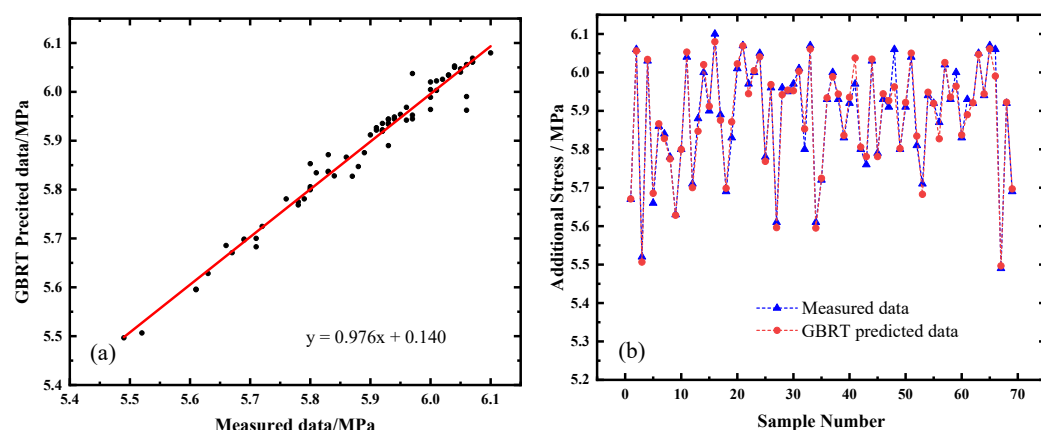 6.1
6.0
5.9
5.8
5.7
5.6
5.5
5.4
GBRT Precited data/MPa
(a)
y = 0.976x + 0.140
5.4 5.5 5.6 5.7 5.8 5.9 6.0 6.1
Measured data/MPa
6.1
6.0
5.9
5.8
5.7
5.6
5.5
5.4
5.3
5.2
Additional Stress / MPa
Measured data
GBRT predicted data
(b)
0 10 20 30 40 50 60 70
Sample Number